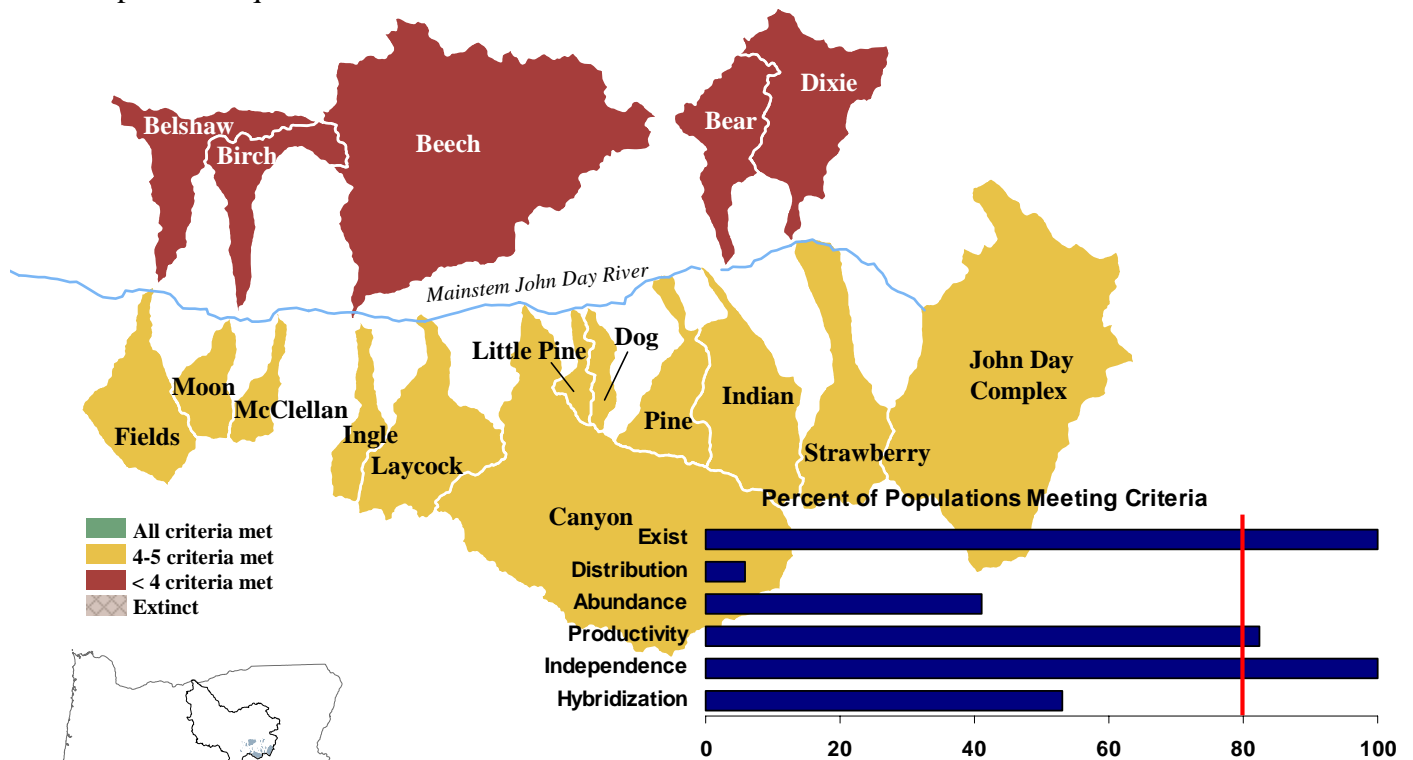 Dixie
Bear
Belshaw
Birch
Beech
Mainstem John Day River
Dog
Little Pine
John Day
Complex
Moon
McClellan
Indian
Pine
Fields
Ingle
Laycock
Strawberry
Canyon
Percent of Populations Meeting Criteria
All criteria met
4-5 criteria met
< 4 criteria met
Extinct
Exist
Distribution
Abundance
Productivity
Independence
Hybridization
0 20 40 60 80 100